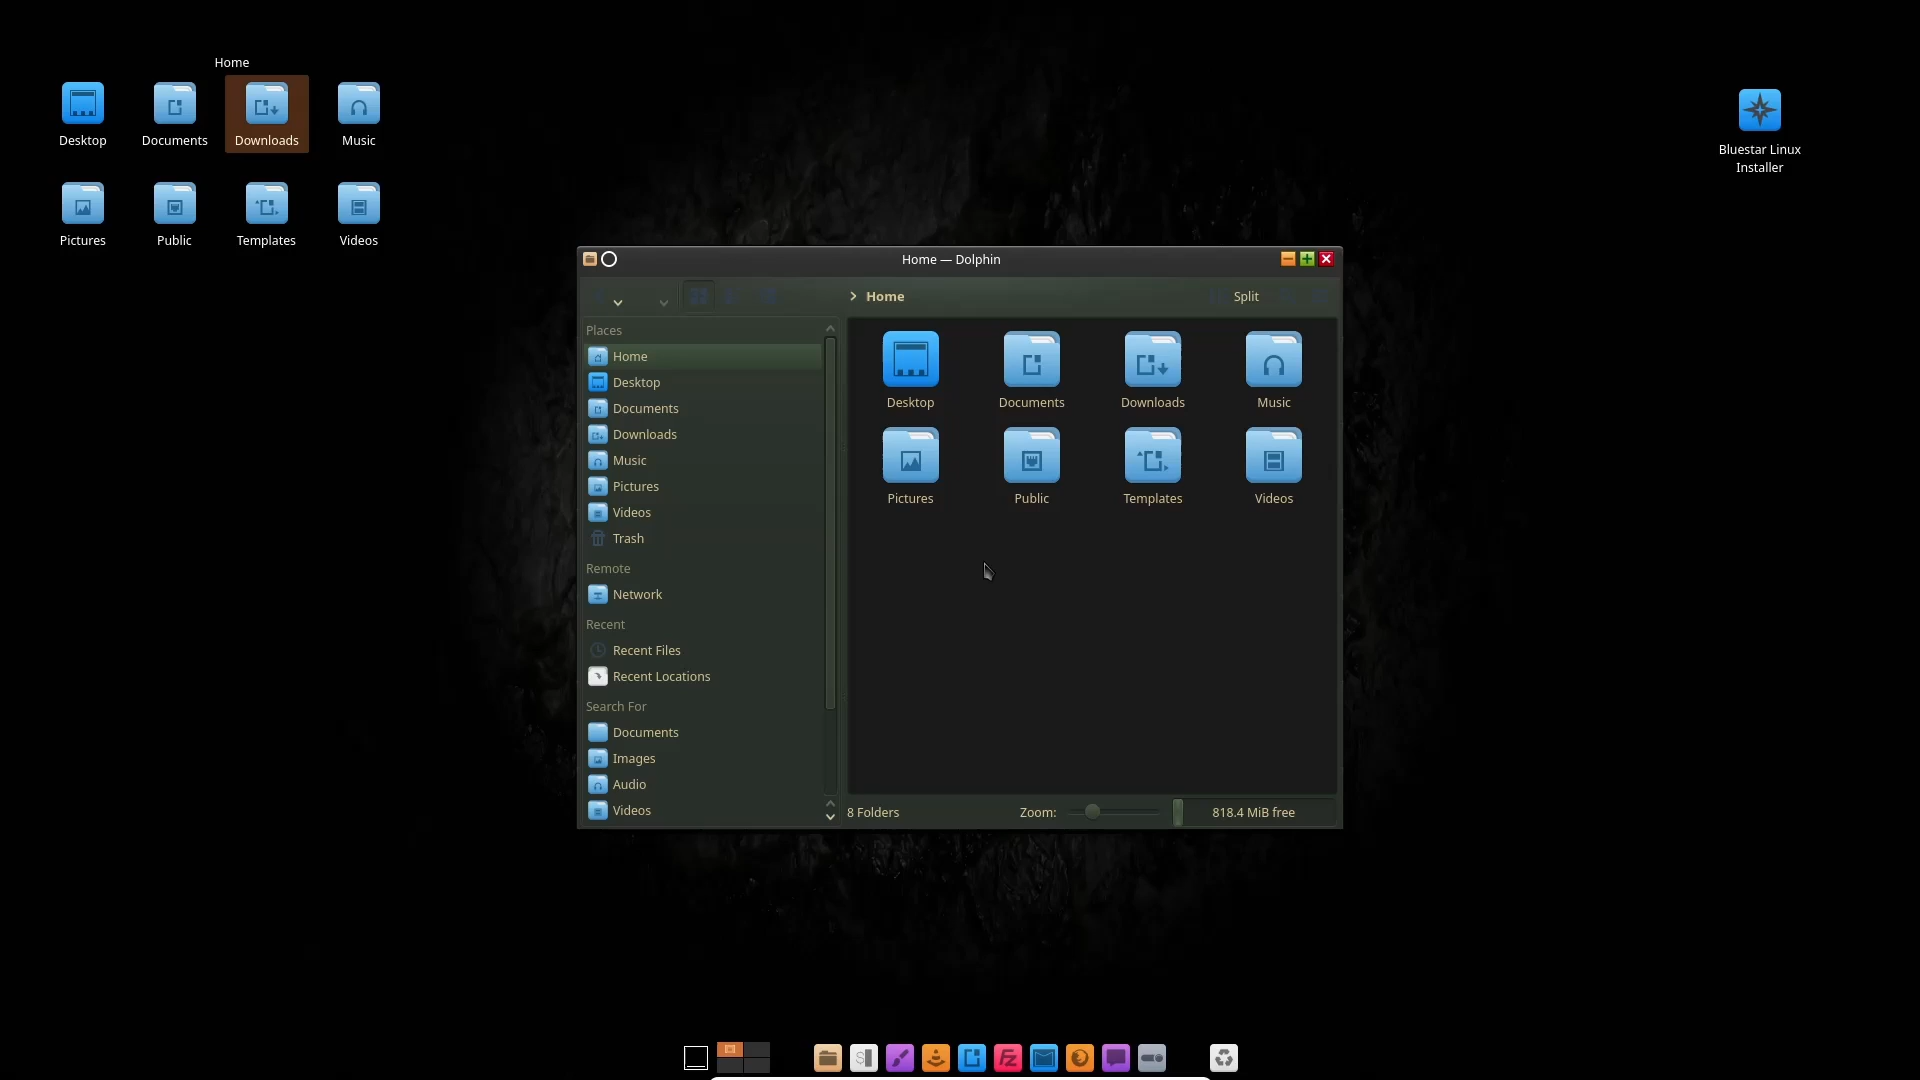 Home
Desktop
Documents
Downloads
Music
Pictures
Public
Templates
Videos
Bluestar Linux
Installer
Home — Dolphin
Home
Split
Places
Home
Desktop
Documents
Downloads
Music
Pictures
Videos
Trash
Remote
Network
Recent
Recent Files
Recent Locations
Search For
Documents
Images
Audio
Videos
Desktop
Documents
Downloads
Music
Pictures
Public
Templates
Videos
8 Folders
Zoom:
818.4 MiB free